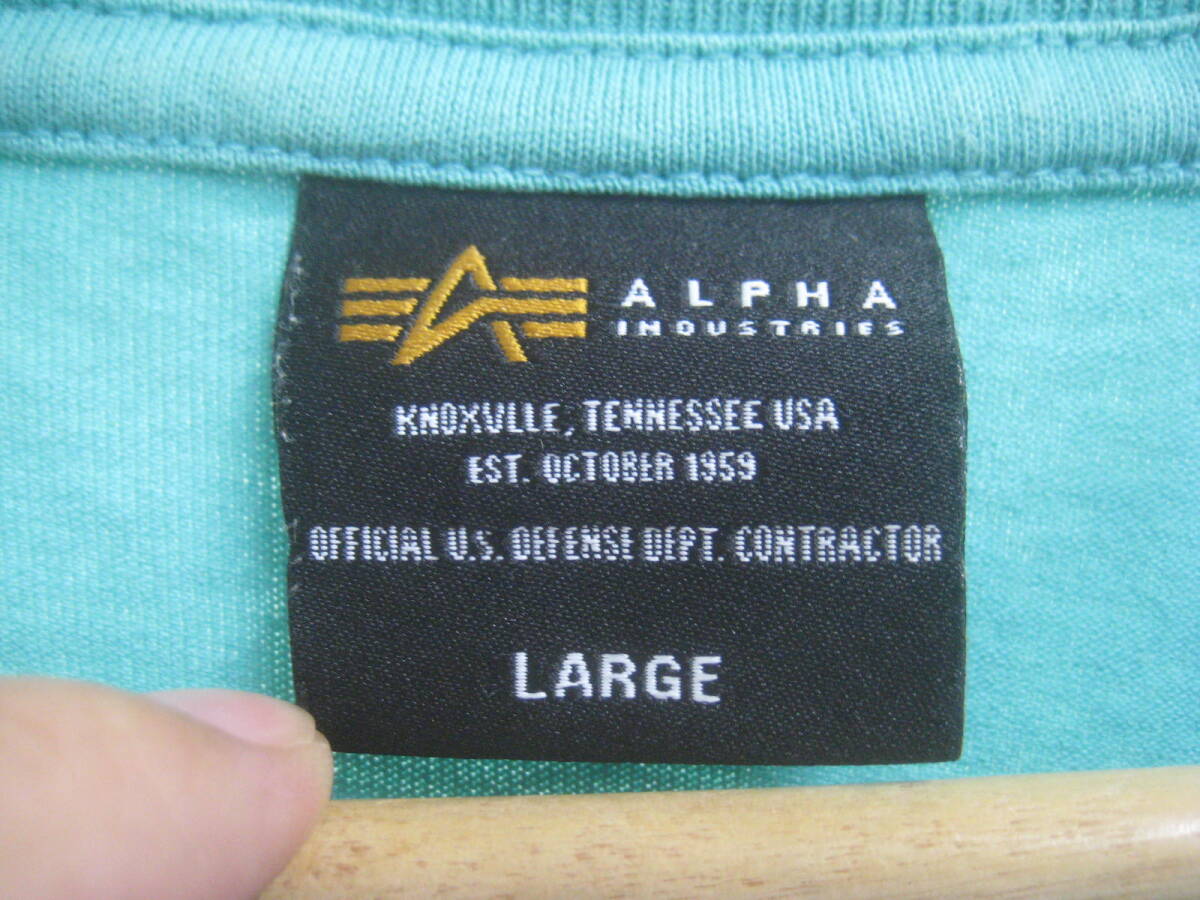 ALPHA
INDUSTRIES
KNOXVLLE, TENNESSEE USA
EST. OCTOBER 1959
OFFICIAL U.S. DEFENSE DEPT. CONTRACTOR
LARGE